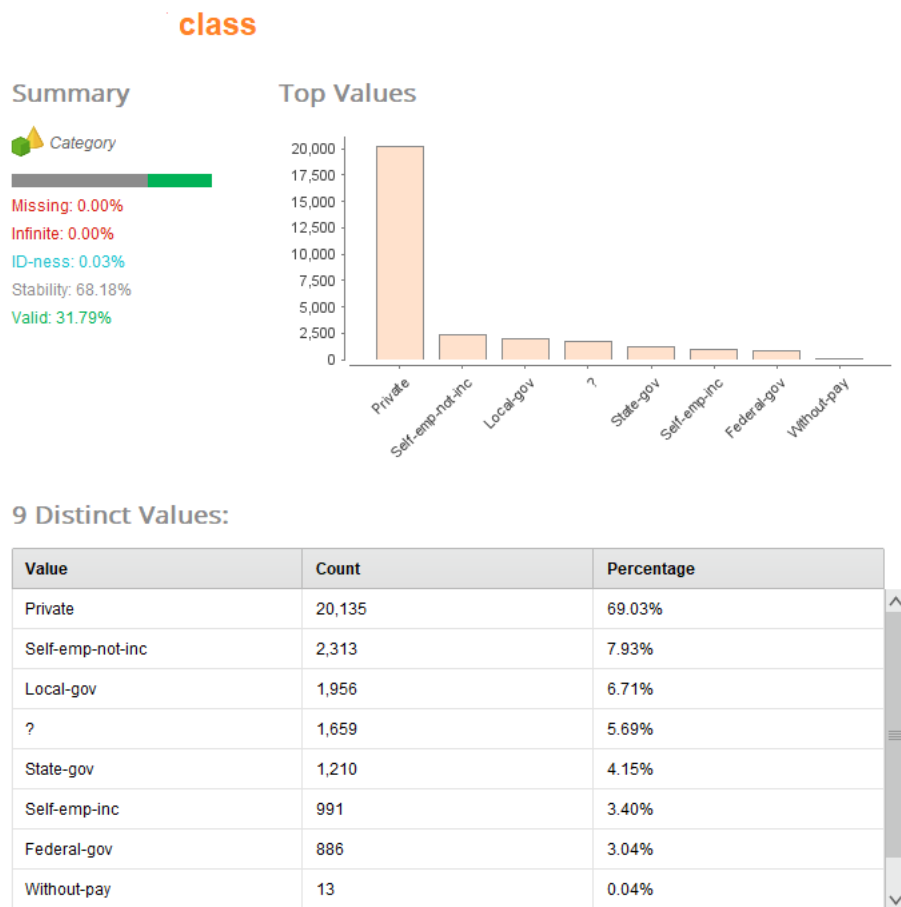 class
Summary
Top Values
Category
Missing: 0.00%
Infinite: 0.00%
ID-ness: 0.03%
Stability: 68.18%
Valid: 31.79%
20,000
17,500
15,000
12,500
10,000
7,500
5,000
2,500
0
Private
Self-emp-not-inc
Local-gov
?
State-gov
Self-emp-inc
Federal-gov
Without-pay
9 Distinct Values:
Value Count Percentage
Private 20,135 69.03%
Self-emp-not-inc 2,313 7.93%
Local-gov 1,956 6.71%
? 1,659 5.69%
State-gov 1,210 4.15%
Self-emp-inc 991 3.40%
Federal-gov 886 3.04%
Without-pay 13 0.04%